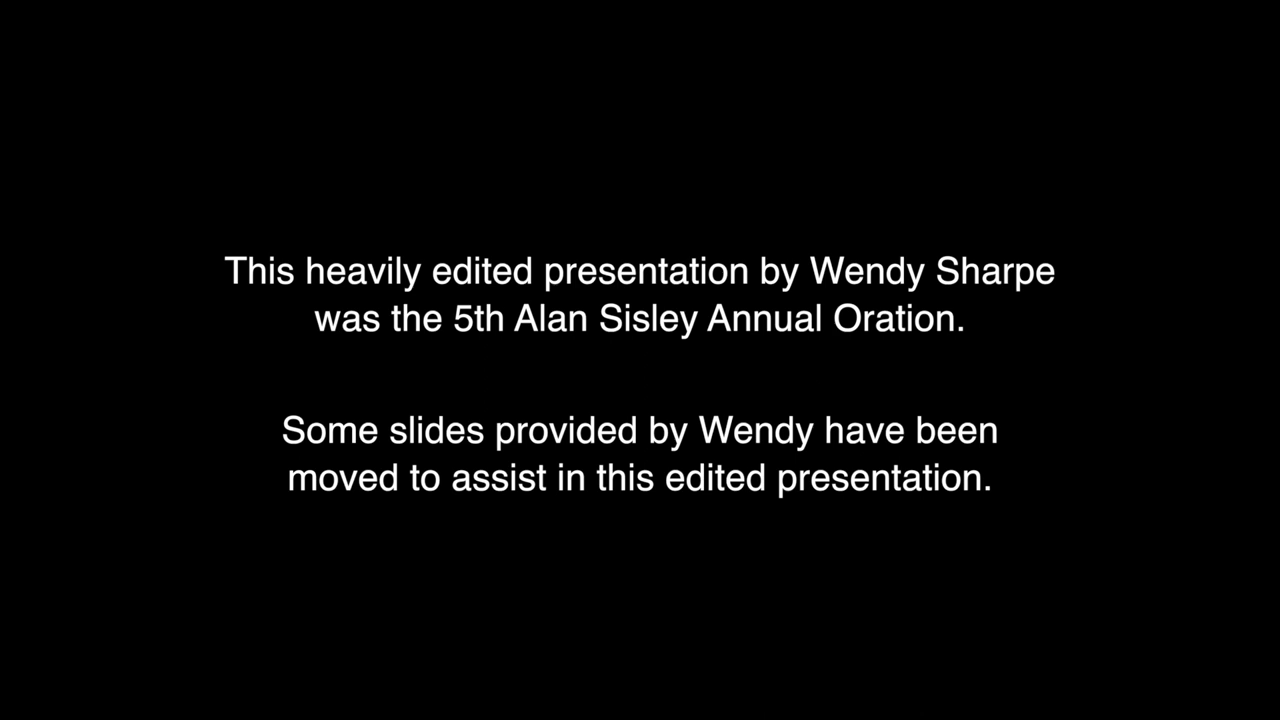 This heavily edited presentation by Wendy Sharpe
was the 5th Alan Sisley Annual Oration.
Some slides provided by Wendy have been
moved to assist in this edited presentation.